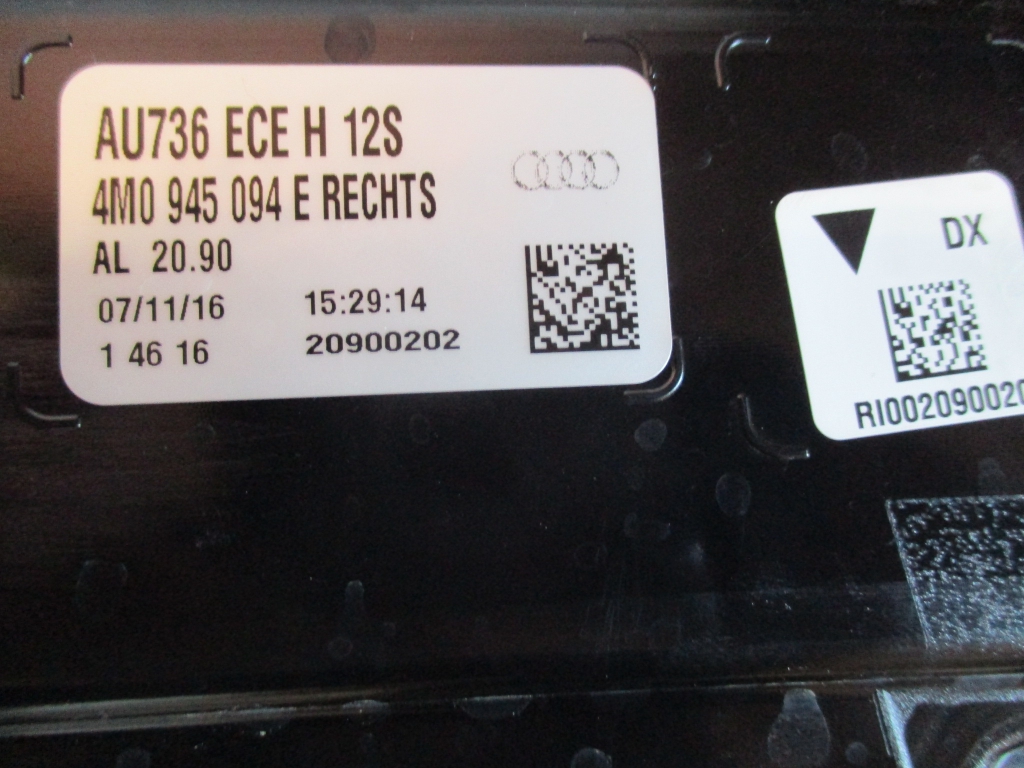 AU736 ECE H 12S
4M0 945 094 E RECHTS
AL 20.90
07/11/16 15:29:14
1 46 16 20900202
DX
RI002090020